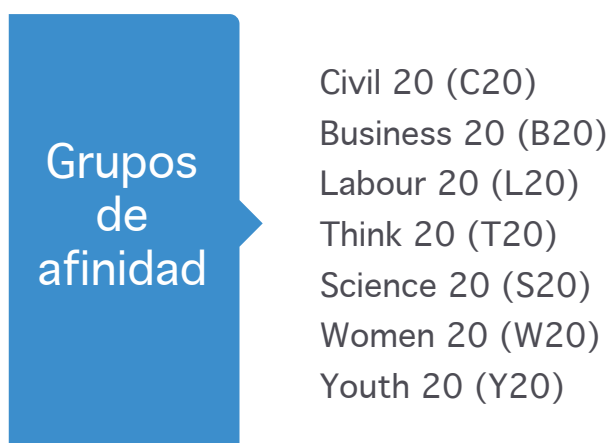 Grupos
de
afinidad
Civil 20 (C20)
Business 20 (B20)
Labour 20 (L20)
Think 20 (T20)
Science 20 (S20)
Women 20 (W20)
Youth 20 (Y20)